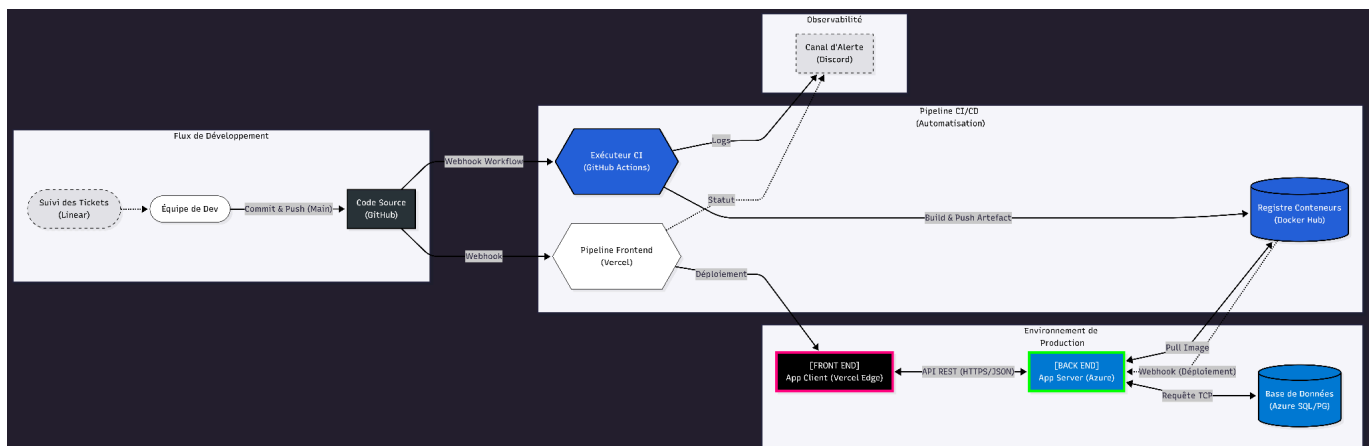 Observabilité
Canal d'Alerte
(Discord)
Pipeline CI/CD
(Automatisation)
Flux de Développement
Exécuteur CI
(GitHub Actions)
Logs
Webhook Workflow
Suivi des Tickets
(Linear)
Équipe de Dev
Commit & Push (Main)
Code Source
(GitHub)
Statut
Build & Push Artefact
Registre Conteneurs
(Docker Hub)
Webhook
Pipeline Frontend
(Vercel)
Déploiement
Environnement de
Production
Pull Image
[FRONT END]
App Client (Vercel Edge)
API REST (HTTPS/JSON)
[BACK END]
App Server (Azure)
Webhook (Déploiement)
Requête TCP
Base de Données
(Azure SQL/PG)